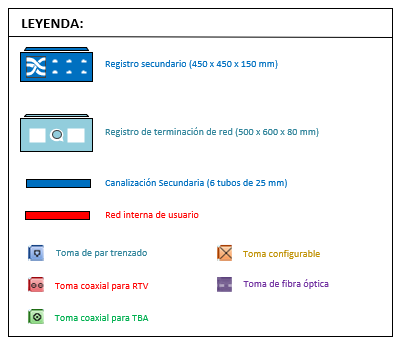 LEYENDA:
Registro secundario (450 x 450 x 150 mm)
Registro de terminación de red (500 x 600 x 80 mm)
Canalización Secundaria (6 tubos de 25 mm)
Red interna de usuario
Toma de par trenzado
Toma configurable
Toma coaxial para RTV
Toma de fibra óptica
Toma coaxial para TBA